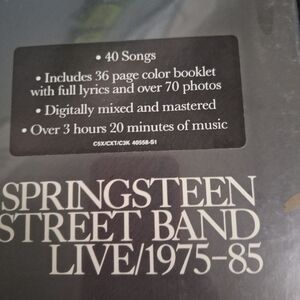 • 40 Songs
• Includes 36 page color booklet
with full lyrics and over 70 photos
• Digitally mixed and mastered
• Over 3 hours 20 minutes of music
C5X/CXT/C3K 40558-S1
SPRINGSTEEN
STREET BAND
LIVE/1975–85